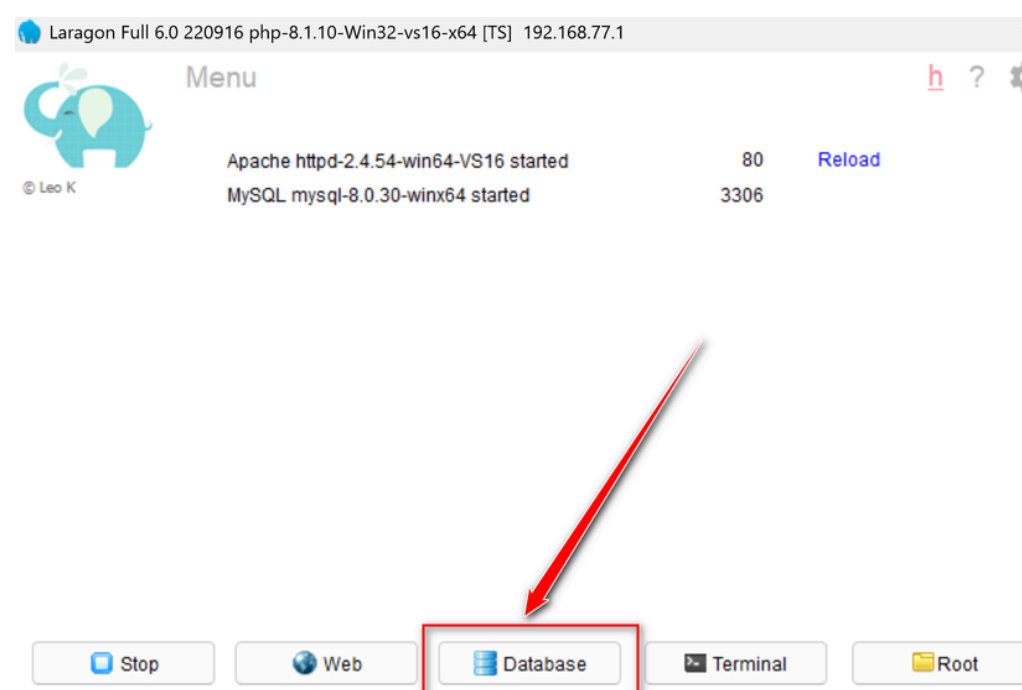 Laragon Full 6.0 220916 php-8.1.10-Win32-vs16-x64 [TS] 192.168.77.1
Menu h ?
Apache httpd-2.4.54-win64-VS16 started 80 Reload
© Leo K
MySQL mysql-8.0.30-winx64 started 3306
Stop Web Database Terminal Root